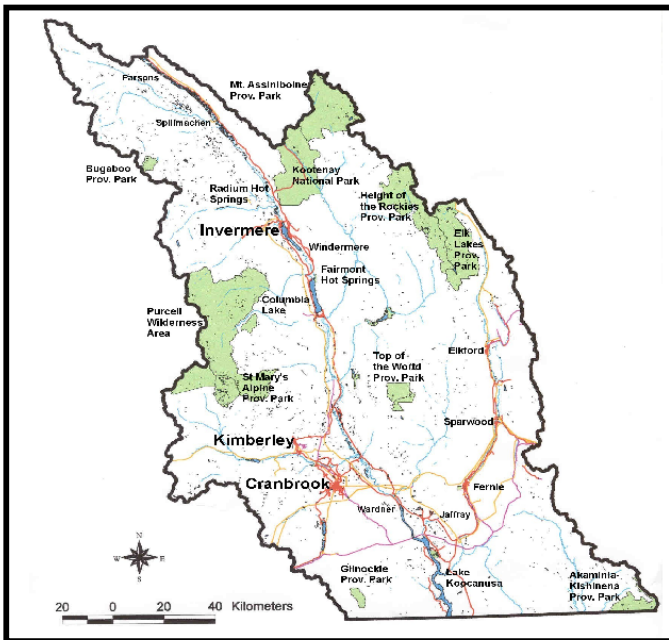 Parsons
Mt. Assiniboine
Prov. Park
Spillmachen
Bugaboo
Prov. Park
Kootenay
National Park
Radium Hot
Springs
Height of
the Rockies
Prov. Park
Invermere
Elk
Lakes
Prov.
Park
Windermere
Fairmont
Hot Springs
Columbia
Lake
Purcell
Wilderness
Area
Top of
the World
Prov. Park
Elkford
St Mary's
Alpine
Prov. Park
Sparwood
Kimberley
Cranbrook
Fernie
Wardner
Jaffray
N
W
E
S
Gilnockie
Prov. Park
Lake
Koocanusa
Akamina-
Kishinena
Prov. Park
20 0 20 40 Kilometers